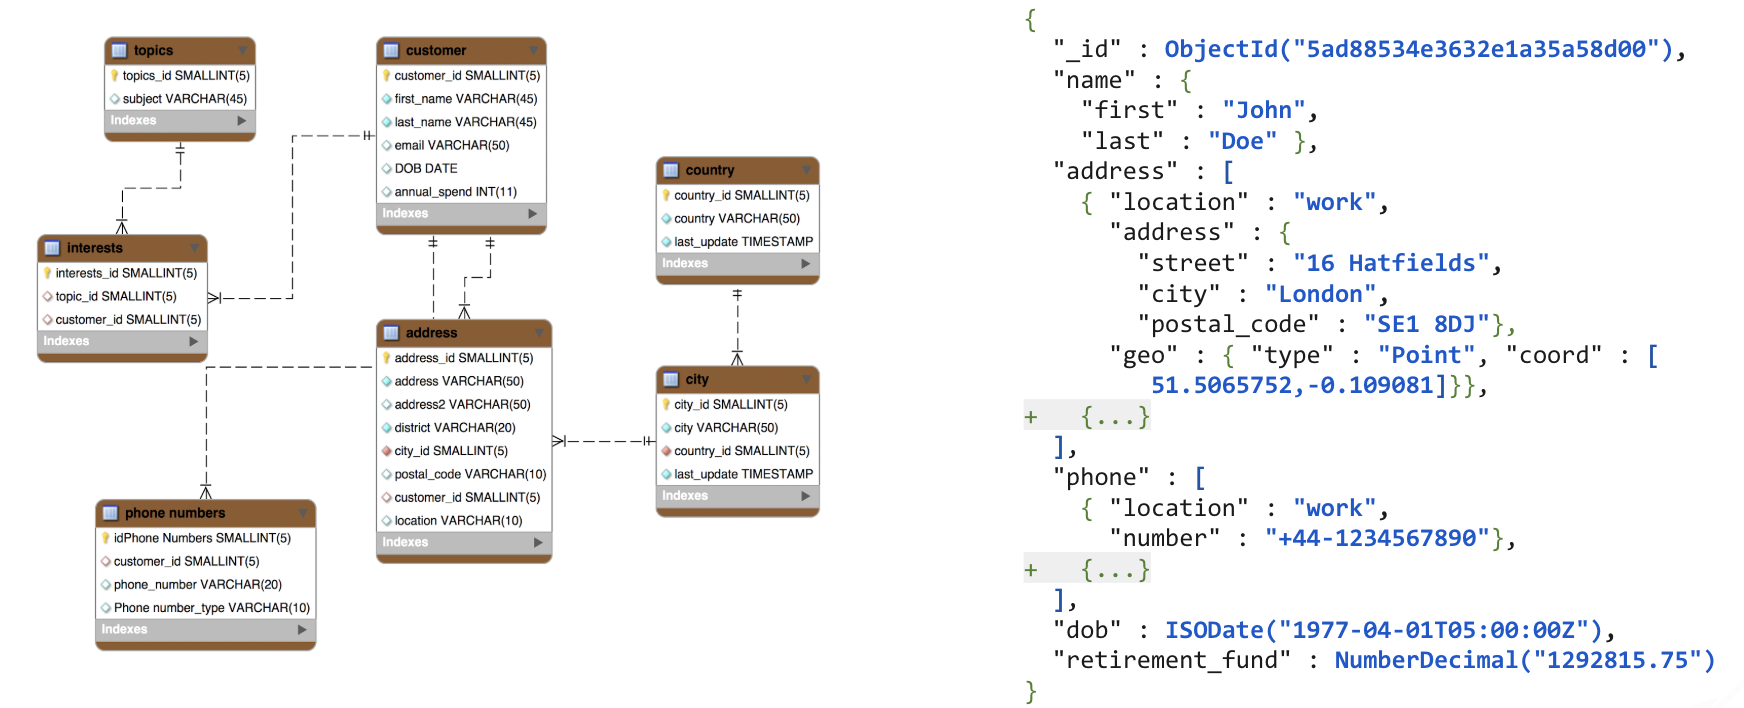 topics
topics_id SMALLINT(5)
subject VARCHAR(45)
Indexes
customer
customer_id SMALLINT(5)
first_name VARCHAR(45)
last_name VARCHAR(45)
email VARCHAR(50)
DOB DATE
annual_spend INT(11)
Indexes
country
country_id SMALLINT(5)
country VARCHAR(50)
last_update TIMESTAMP
Indexes
interests
interests_id SMALLINT(5)
topic_id SMALLINT(5)
customer_id SMALLINT(5)
Indexes
address
address_id SMALLINT(5)
address VARCHAR(50)
address2 VARCHAR(50)
district VARCHAR(20)
city_id SMALLINT(5)
postal_code VARCHAR(10)
customer_id SMALLINT(5)
location VARCHAR(10)
Indexes
city
city_id SMALLINT(5)
city VARCHAR(50)
country_id SMALLINT(5)
last_update TIMESTAMP
Indexes
phone numbers
idPhone Numbers SMALLINT(5)
customer_id SMALLINT(5)
phone_number VARCHAR(20)
Phone number_type VARCHAR(10)
Indexes
{
"_id" : ObjectId("5ad88534e3632e1a35a58d00"),
"name" : {
"first" : "John",
"last" : "Doe" },
"address" : [
{ "location" : "work",
"address" : {
"street" : "16 Hatfields",
"city" : "London",
"postal_code" : "SE1 8DJ"},
"geo" : { "type" : "Point", "coord" : [
51.5065752,-0.109081]}},
+ {...}
],
"phone" : [
{ "location" : "work",
"number" : "+44-1234567890"},
+ {...}
],
"dob" : ISODate("1977-04-01T05:00:00Z"),
"retirement_fund" : NumberDecimal("1292815.75")
}